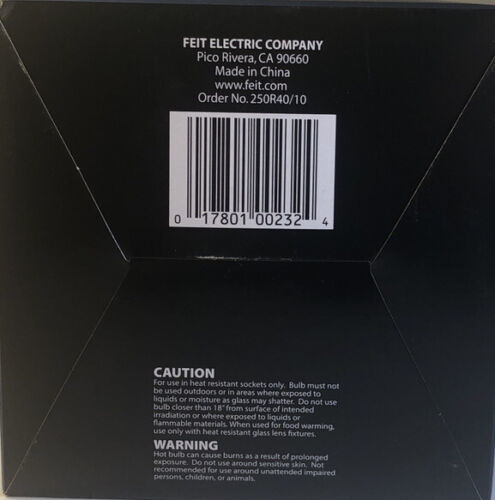 FEIT ELECTRIC COMPANY
Pico Rivera, CA 90660
Made in China
www.feit.com
Order No. 250R40/10
0 17801 00232 4
CAUTION
For use in heat resistant sockets only. Bulb must not
be used outdoors or in areas where exposed to
liquids or moisture as glass may shatter. Do not use
bulb closer than 18" from surface of intended
irradiation or where exposed to liquids or
flammable materials. When used for food warming,
use only with heat resistant glass lens fixtures.
WARNING
Hot bulb can cause burns as a result of prolonged
exposure. Do not use around sensitive skin. Not
recommended for use around unattended impaired
persons, children, or animals.